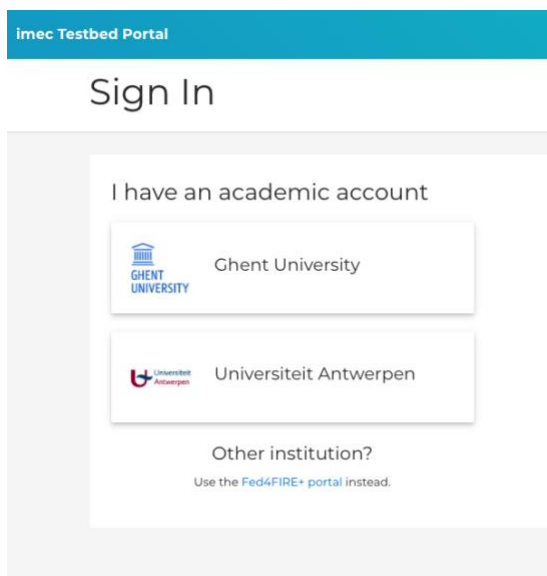 imec Testbed Portal
Sign In
I have an academic account
GHENT
UNIVERSITY
Ghent University
Universiteit
Antwerpen
Universiteit Antwerpen
Other institution?
Use the Fed4FIRE+ portal instead.